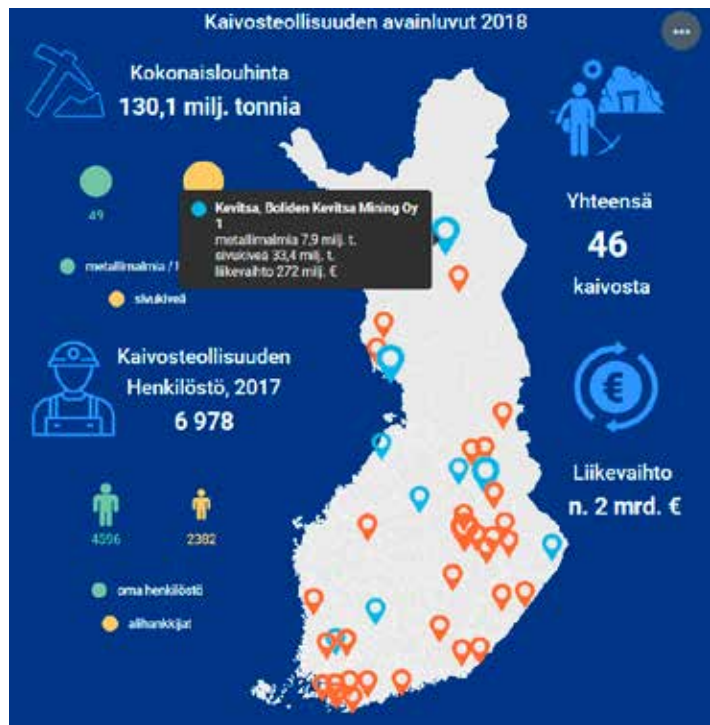 Kaivosteollisuuden avainluvut 2018
Kokonaislouhinta
130,1 milj. tonnia
49
Kevitsa, Boliden Kevitsa Mining Oy
1
metallimalmia 7,9 milj. t.
sivukiveä 33,4 milj. t.
liikevaihto 272 milj. €
metallimalmia /
sivukiveä
Yhteensä
46
kaivosta
Kaivosteollisuuden
Henkilöstö, 2017
6 978
4596
2382
oma henkilöstö
alihankkijat
€
Liikevaihto
n. 2 mrd. €